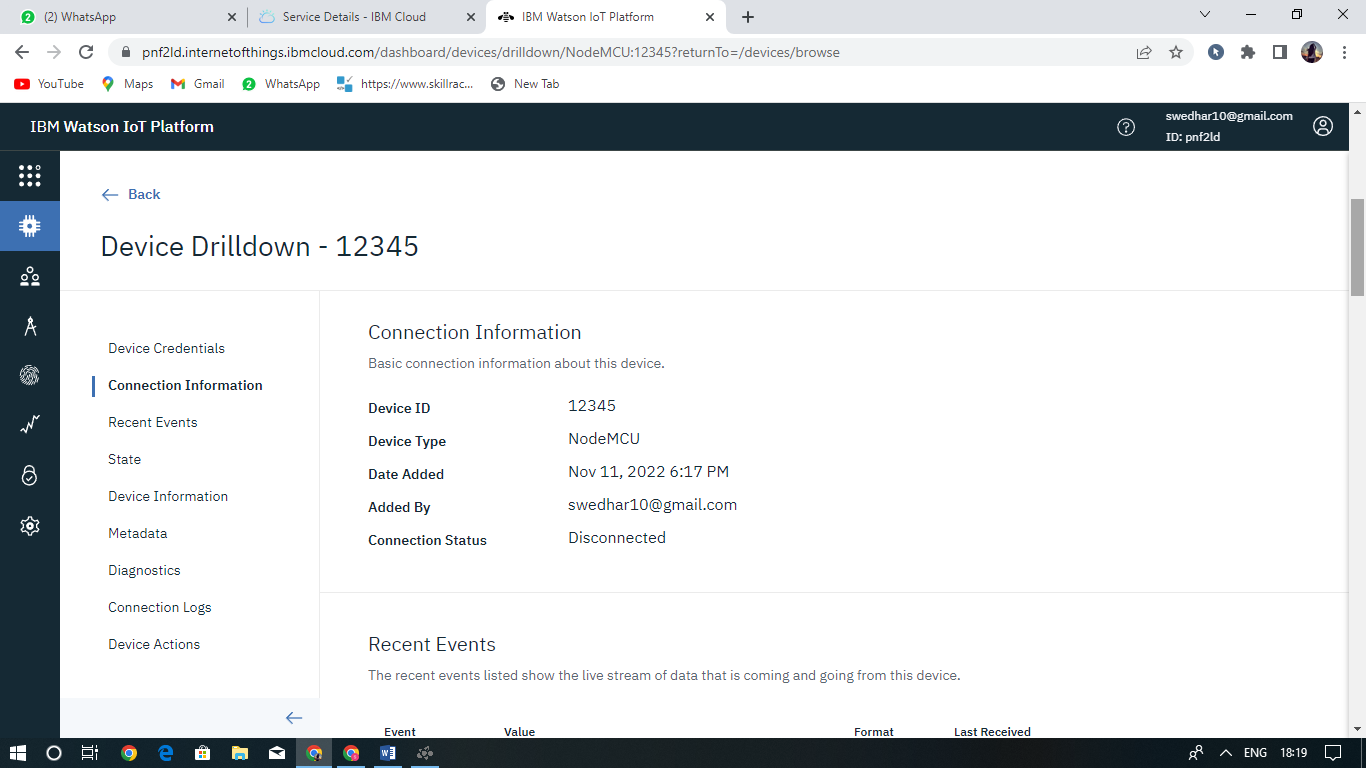 (2) WhatsApp
Service Details - IBM Cloud
IBM Watson IoT Platform
pnf2ld.internetofthings.ibmcloud.com/dashboard/devices/drilldown/NodeMCU:12345?returnTo=/devices/browse
YouTube
Maps
Gmail
WhatsApp
https://www.skillrac...
New Tab
IBM Watson IoT Platform
swedhar10@gmail.com
ID: pnf2ld
Back
Device Drilldown - 12345
Device Credentials
Connection Information
Recent Events
State
Device Information
Metadata
Diagnostics
Connection Logs
Device Actions
Connection Information
Basic connection information about this device.
Device ID 12345
Device Type NodeMCU
Date Added Nov 11, 2022 6:17 PM
Added By swedhar10@gmail.com
Connection Status Disconnected
Recent Events
The recent events listed show the live stream of data that is coming and going from this device.
Event Value Format Last Received
ENG 18:19